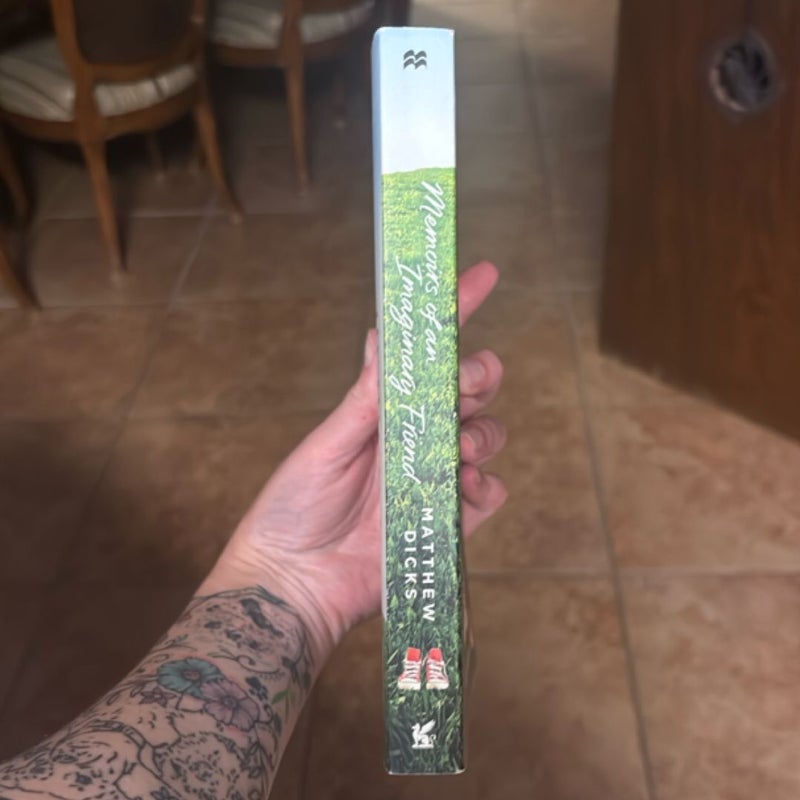 Memoirs of an
Imaginary Friend
MATTHEW
DICKS